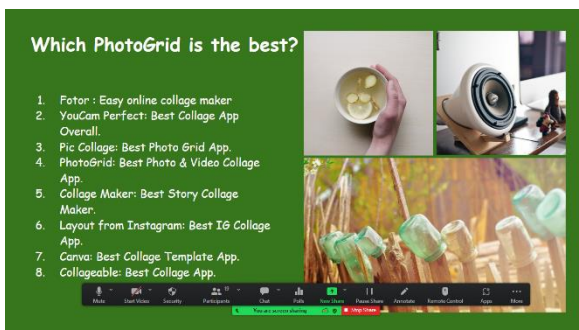 Which PhotoGrid is the best?
1. Fotor : Easy online collage maker
2. YouCam Perfect: Best Collage App
Overall.
3. Pic Collage: Best Photo Grid App.
4. PhotoGrid: Best Photo & Video Collage
App.
5. Collage Maker: Best Story Collage
Maker.
6. Layout from Instagram: Best IG Collage
App.
7. Canva: Best Collage Template App.
8. Collageable: Best Collage App.
Mute Start Video Security Participants Chat Polls New Share Pause Share Annotate Remote Control Apps More
You are screen sharing Stop Share